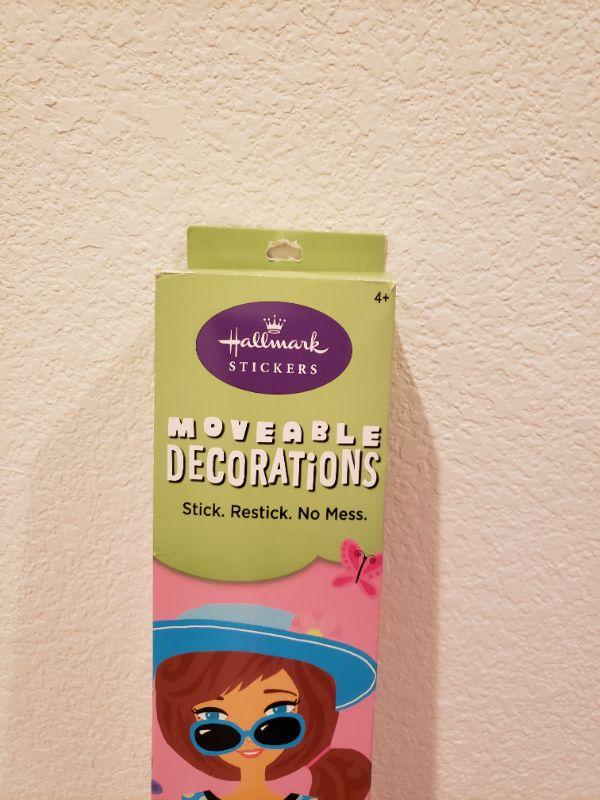 4+
Hallmark
STICKERS
MOVEABLE
DECORATiONS
Stick. Restick. No Mess.